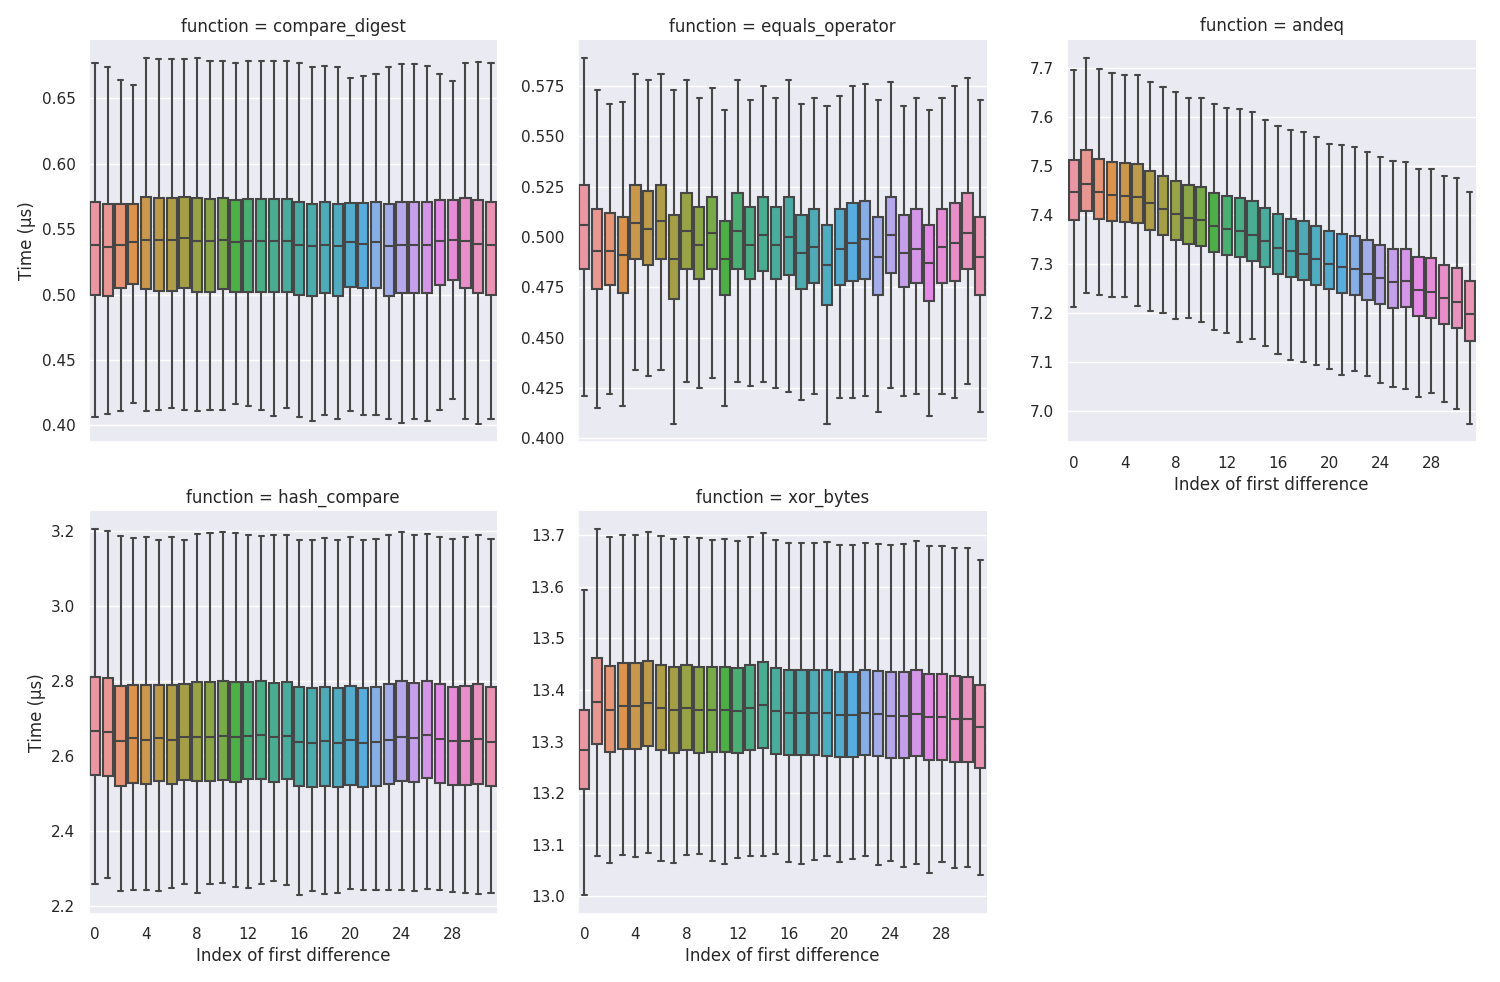 function = compare_digest
function = equals_operator
function = andeq
Time (µs)
0.65
0.60
0.55
0.50
0.45
0.40
0.575
0.550
0.525
0.500
0.475
0.450
0.425
0.400
7.7
7.6
7.5
7.4
7.3
7.2
7.1
7.0
0 4 8 12 16 20 24 28
Index of first difference
function = hash_compare
function = xor_bytes
Time (µs)
3.2
3.0
2.8
2.6
2.4
2.2
0 4 8 12 16 20 24 28
Index of first difference
13.7
13.6
13.5
13.4
13.3
13.2
13.1
13.0
0 4 8 12 16 20 24 28
Index of first difference